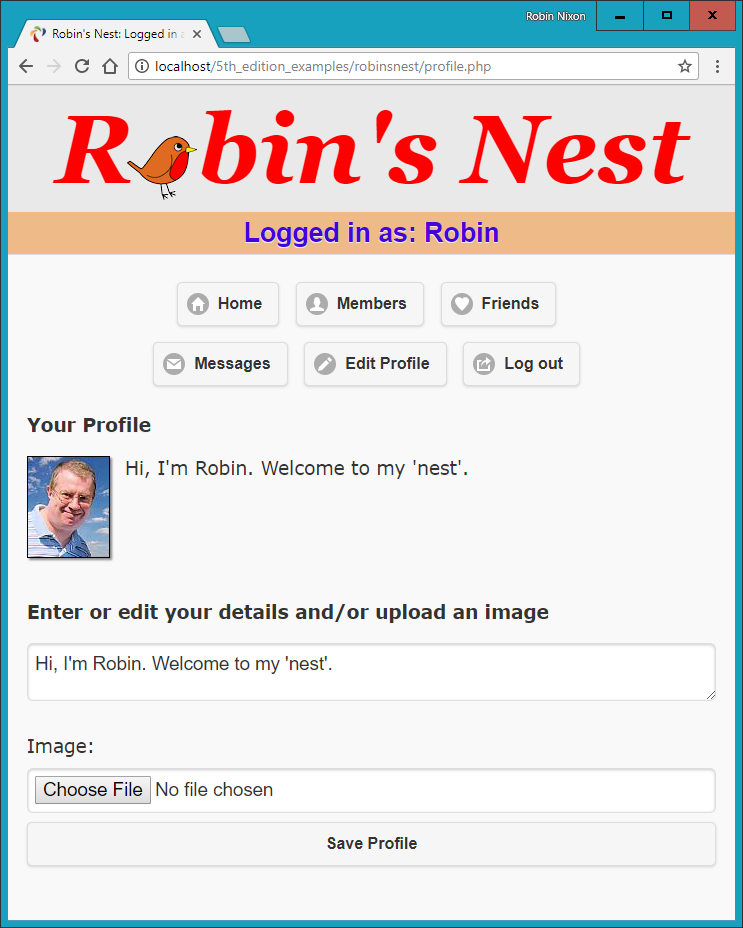 Robin Nixon
Robin's Nest: Logged in
localhost/5th_edition_examples/robinsnest/profile.php
Robin's Nest
Logged in as: Robin
Home Members Friends
Messages Edit Profile Log out
Your Profile
Hi, I'm Robin. Welcome to my 'nest'.
Enter or edit your details and/or upload an image
Hi, I'm Robin. Welcome to my 'nest'.
Image:
Choose File No file chosen
Save Profile